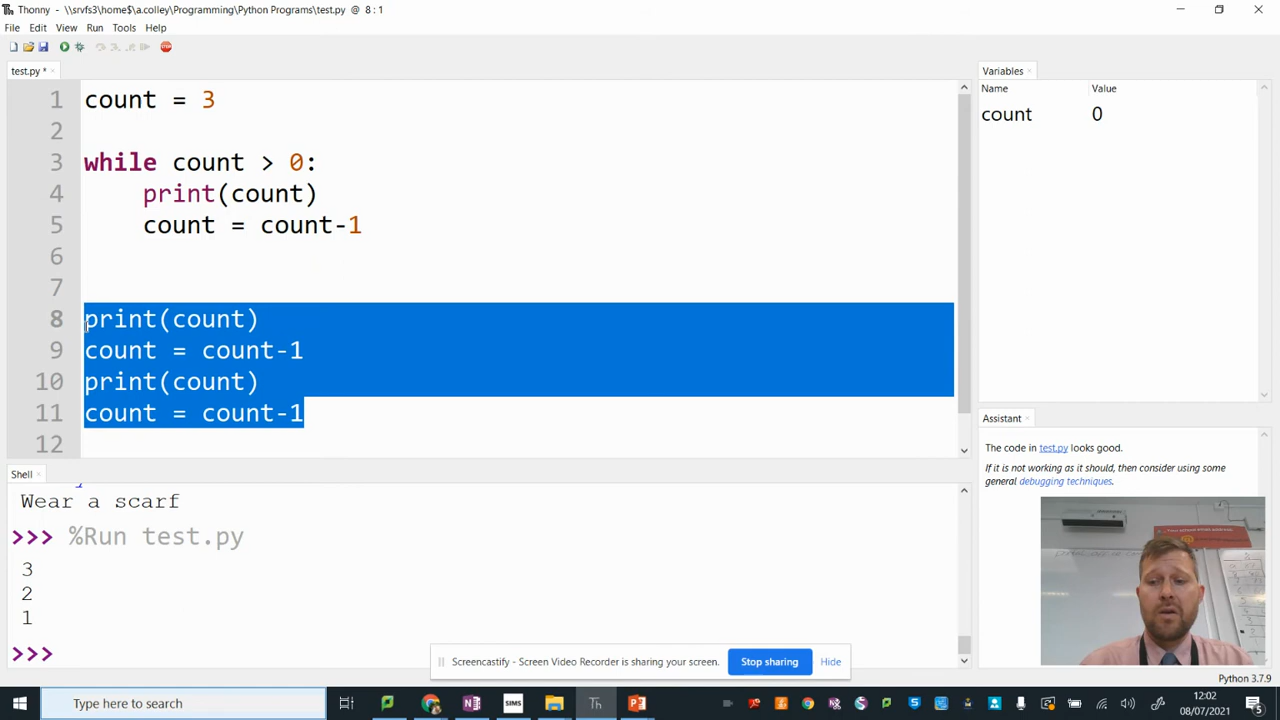 Thonny - \\srvfs3\home$\a.colley\Programming\Python Programs\test.py @ 8 : 1
File Edit View Run Tools Help
test.py *
1 count = 3
2
3 while count > 0:
4 print(count)
5 count = count-1
6
7
8 print(count)
9 count = count-1
10 print(count)
11 count = count-1
12
Variables
Name Value
count 0
Assistant
The code in test.py looks good.
If it is not working as it should, then consider using some
general debugging techniques.
Shell
Wear a scarf
>>> %Run test.py
3
2
1
>>>
Screencastify - Screen Video Recorder is sharing your screen.
Stop sharing
Hide
Python 3.7.9
Type here to search
SIMS
Th
12:02
08/07/2021
5